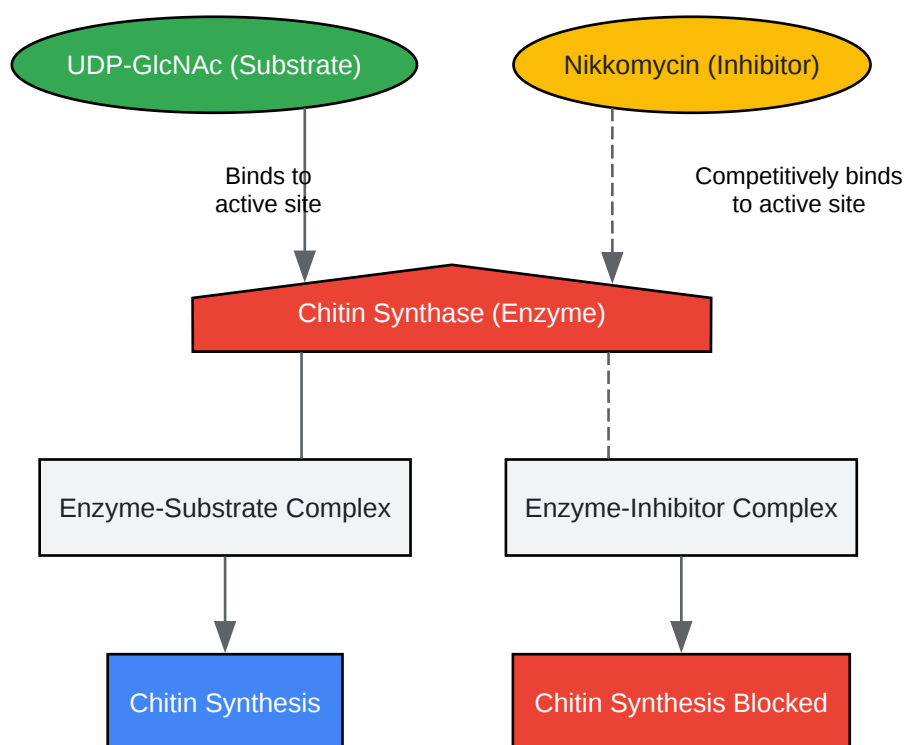 UDP-GlcNAc (Substrate)
Nikkomycin (Inhibitor)
Binds to
active site
Competitively binds
to active site
Chitin Synthase (Enzyme)
Enzyme-Substrate Complex
Enzyme-Inhibitor Complex
Chitin Synthesis
Chitin Synthesis Blocked